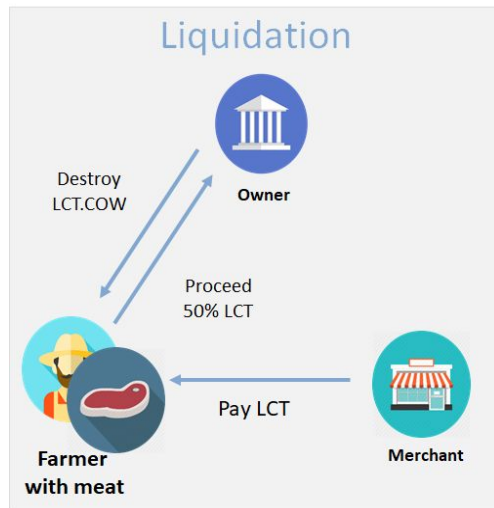 Liquidation
Destroy
LCT.COW
Owner
Proceed
50% LCT
Pay LCT
Farmer
with meat
Merchant